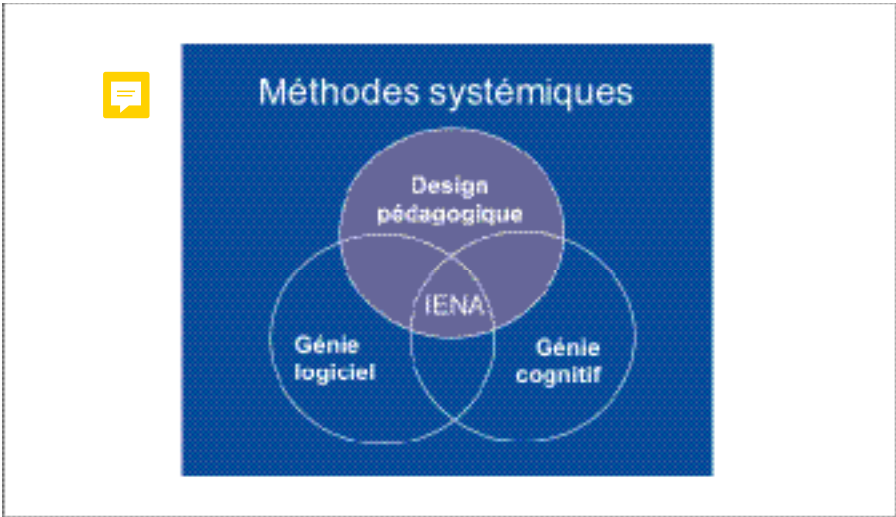 Méthodes systémiques
Design
pédagogique
IENA
Génie
logiciel
Génie
cognitif